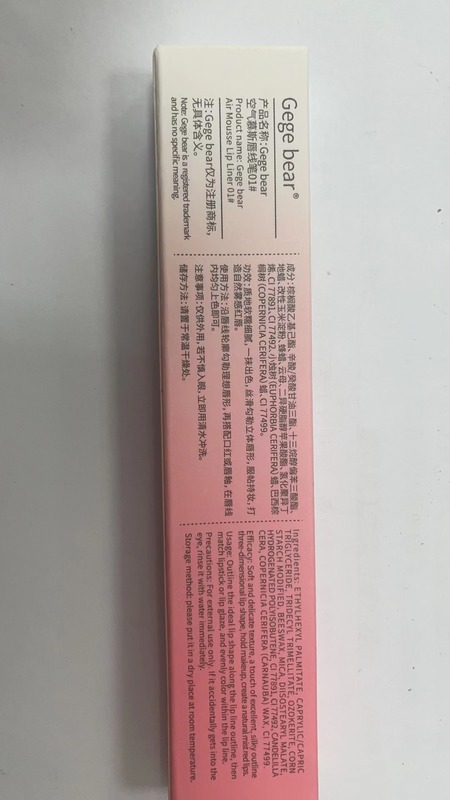 Gege bear®
产品名称:Gege bear
空气慕斯唇线笔01#
Product name: Gege bear
Air Mousse Lip Liner 01#
注:Gege bear仅为注册商标,
无具体含义。
Note: Gege bear is a registered trademark
and has no specific meaning.
成分:棕榈酸乙基己酯、辛酸/癸酸甘油三酯、十三烷醇偏苯三酸酯、
地蜡、改性玉米淀粉、蜂蜡、云母、二异硬脂醇苹果酸酯、氢化聚异丁
烯、CI 77891、CI 77492、小烛树(EUPHORBIA CERIFERA)蜡、巴西棕
榈树(COPERNICIA CERIFERA)蜡、CI 77499。
功效:质地软糯细腻,一抹出色,丝滑勾勒立体唇形,服帖持妆,打
造自然雾感红唇。
使用方法:沿唇线轮廓勾勒理想唇形,再搭配口红或唇釉,在唇线
内均匀上色即可。
注意事项:仅供外用,若不慎入眼,立即用清水冲洗。
储存方法:请置于常温干燥处。
Ingredients: ETHYLHEXYL PALMITATE, CAPRYLIC/CAPRIC
TRIGLYCERIDE, TRIDECYL TRIMELLITATE, OZOKERITE, CORN
STARCH MODIFIED, BEESWAX, MICA, DIISOSTEARYL MALATE,
HYDROGENATED POLYISOBUTENE, CI 77891, CI 77492, CANDELILLA
CERA, COPERNICIA CERIFERA (CARNAUBA) WAX, CI 77499.
Efficacy: Soft and delicate texture, a touch of excellent, silky outline
three-dimensional lip shape, hold makeup, create a natural mist red lips.
Usage: Outline the ideal lip shape along the lip line outline, then
match lipstick or lip glaze, and evenly color within the lip line.
Precautions: For external use only. If it accidentally gets into the
eye, rinse it with water immediately.
Storage method: please put it in a dry place at room temperature.